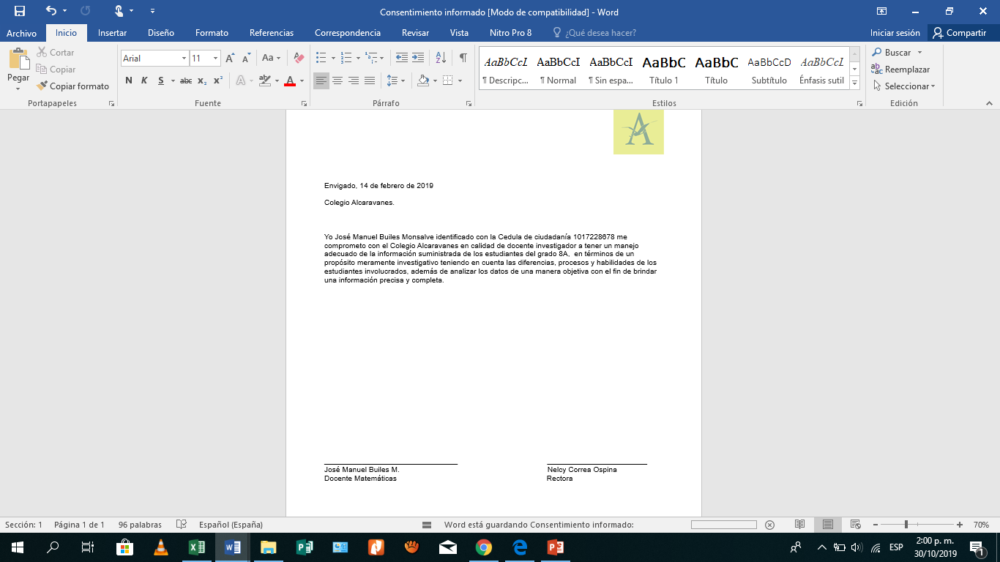 Consentimiento informado [Modo de compatibilidad] - Word
Archivo Inicio Insertar Diseño Formato Referencias Correspondencia Revisar Vista Nitro Pro 8 ¿Qué desea hacer? Iniciar sesión Compartir
Pegar
Cortar
Copiar
Copiar formato
Portapapeles
Arial 11 Aa
N K S abc x₂ x² A ab A
Fuente
Párrafo
AaBbCcI AaBbCcI AaBbCcI AaBbC AaBbC AaBbCcD AaBbCcI
¶ Descripc... ¶ Normal ¶ Sin espa... Título 1 Título Subtítulo Énfasis sutil
Estilos
Buscar
Reemplazar
Seleccionar
Edición
A
Envigado, 14 de febrero de 2019
Colegio Alcaravanes.
Yo José Manuel Builes Monsalve identificado con la Cedula de ciudadanía 1017228678 me
comprometo con el Colegio Alcaravanes en calidad de docente investigador a tener un manejo
adecuado de la información suministrada de los estudiantes del grado 8A, en términos de un
propósito meramente investigativo teniendo en cuenta las diferencias, procesos y habilidades de los
estudiantes involucrados, además de analizar los datos de una manera objetiva con el fin de brindar
una información precisa y completa.
José Manuel Builes M. Nelcy Correa Ospina
Docente Matemáticas Rectora
Sección: 1 Página 1 de 1 96 palabras Español (España) Word está guardando Consentimiento informado: 70%
ESP 2:00 p. m.
30/10/2019 1